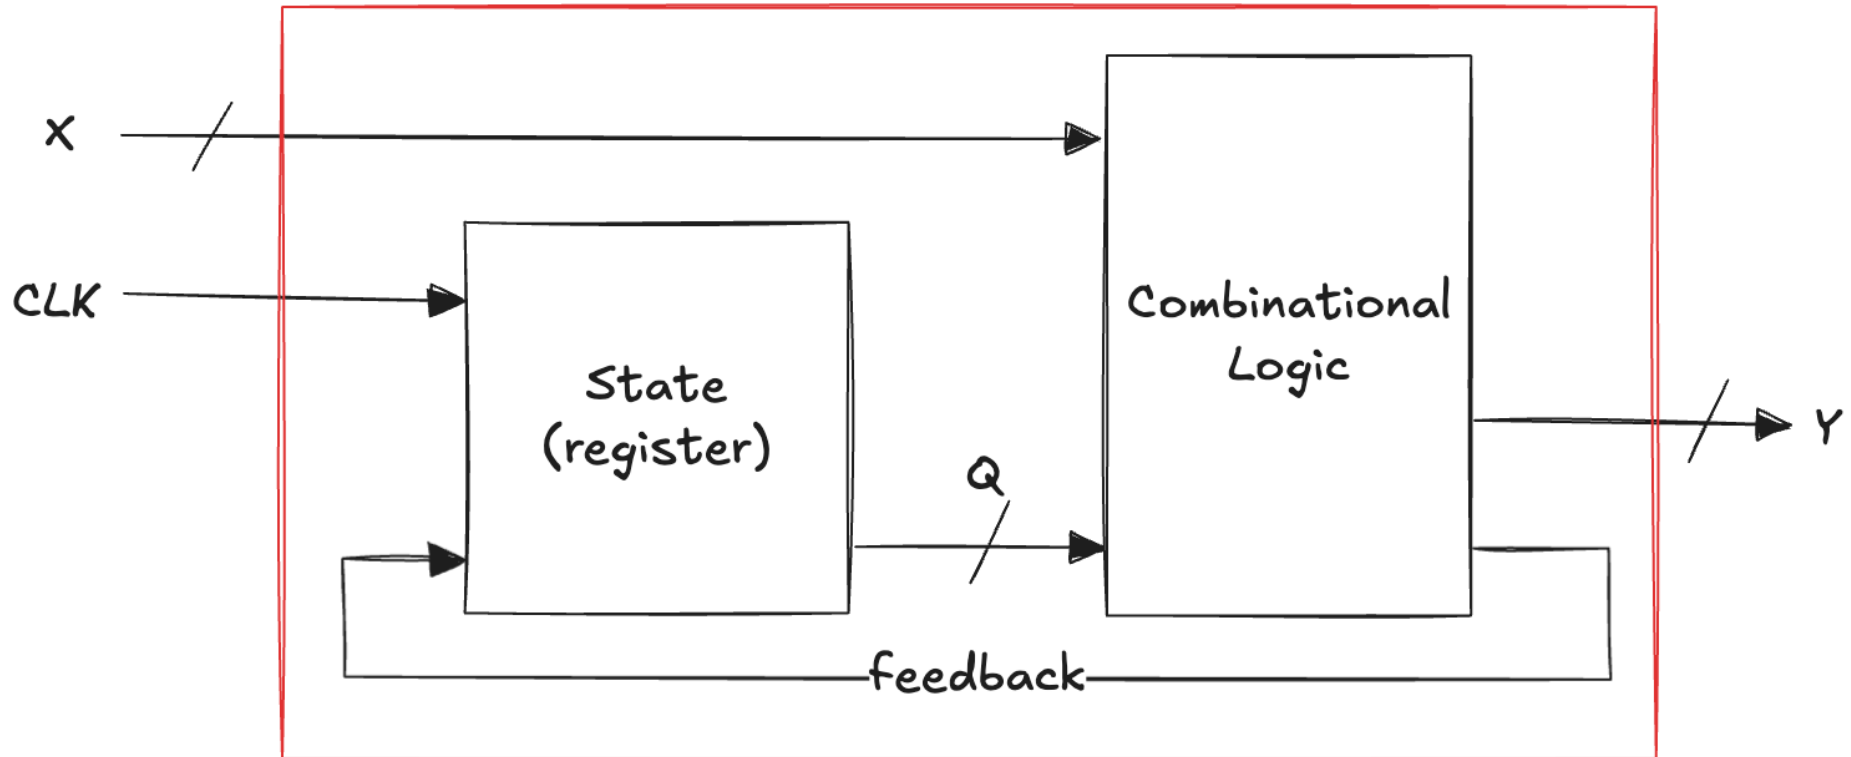 X
CLK
State
(register)
Q
Combinational
Logic
Y
feedback